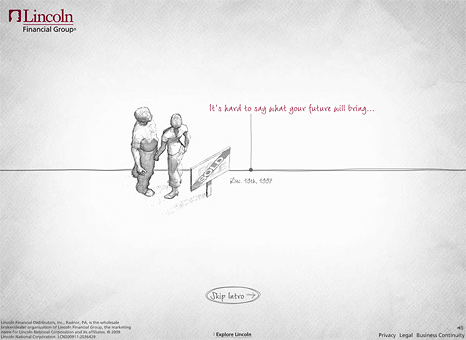 Lincoln
Financial Group®
It's hard to say what your future will bring...
SOLD
Dec. 19th, 1997
Skip Intro
Lincoln Financial Distributors, Inc., Radnor, PA, is the wholesale
broker/dealer organization of Lincoln Financial Group, the marketing
name for Lincoln National Corporation and its affiliates. © 2009
Lincoln National Corporation. LCN200911-2036429
Explore Lincoln
Privacy Legal Business Continuity